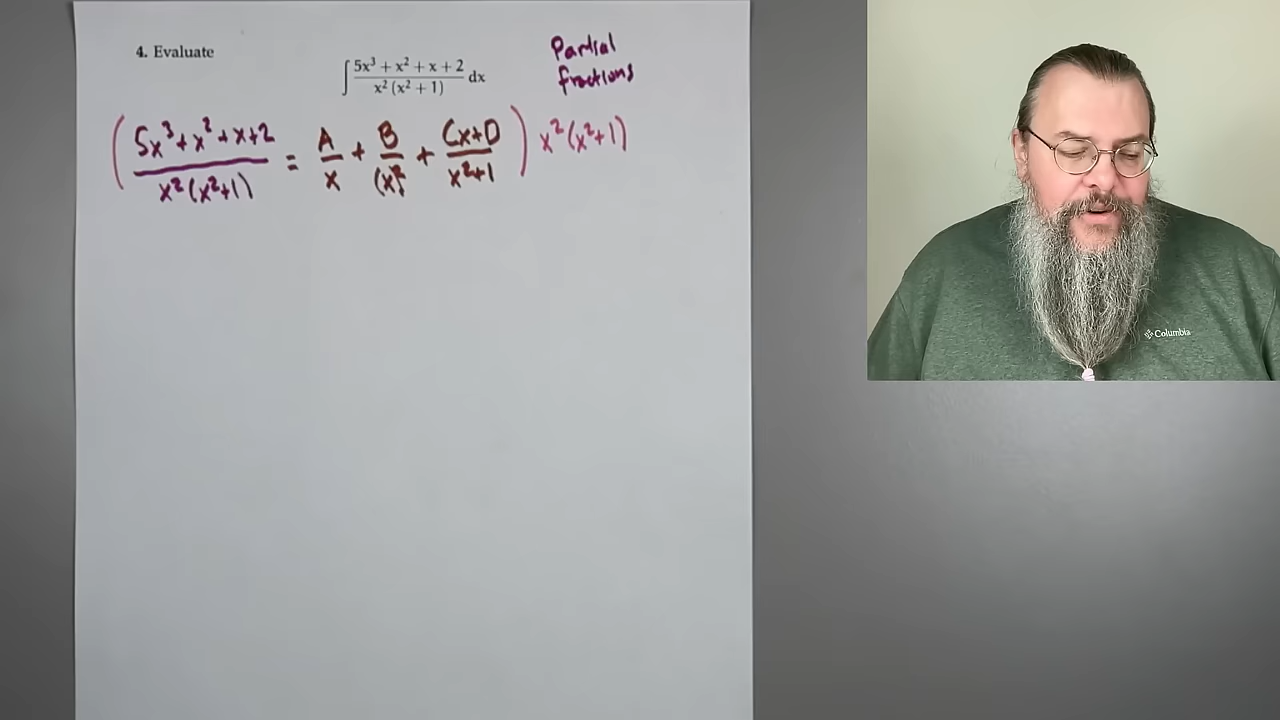 4. Evaluate
∫ 5x³ + x² + x + 2 / x² (x² + 1) dx
Partial
fractions
( 5x³+x²+x+2 / x²(x²+1) = A/x + B/(x)² + Cx+D / x²+1 ) x²(x²+1)
Columbia